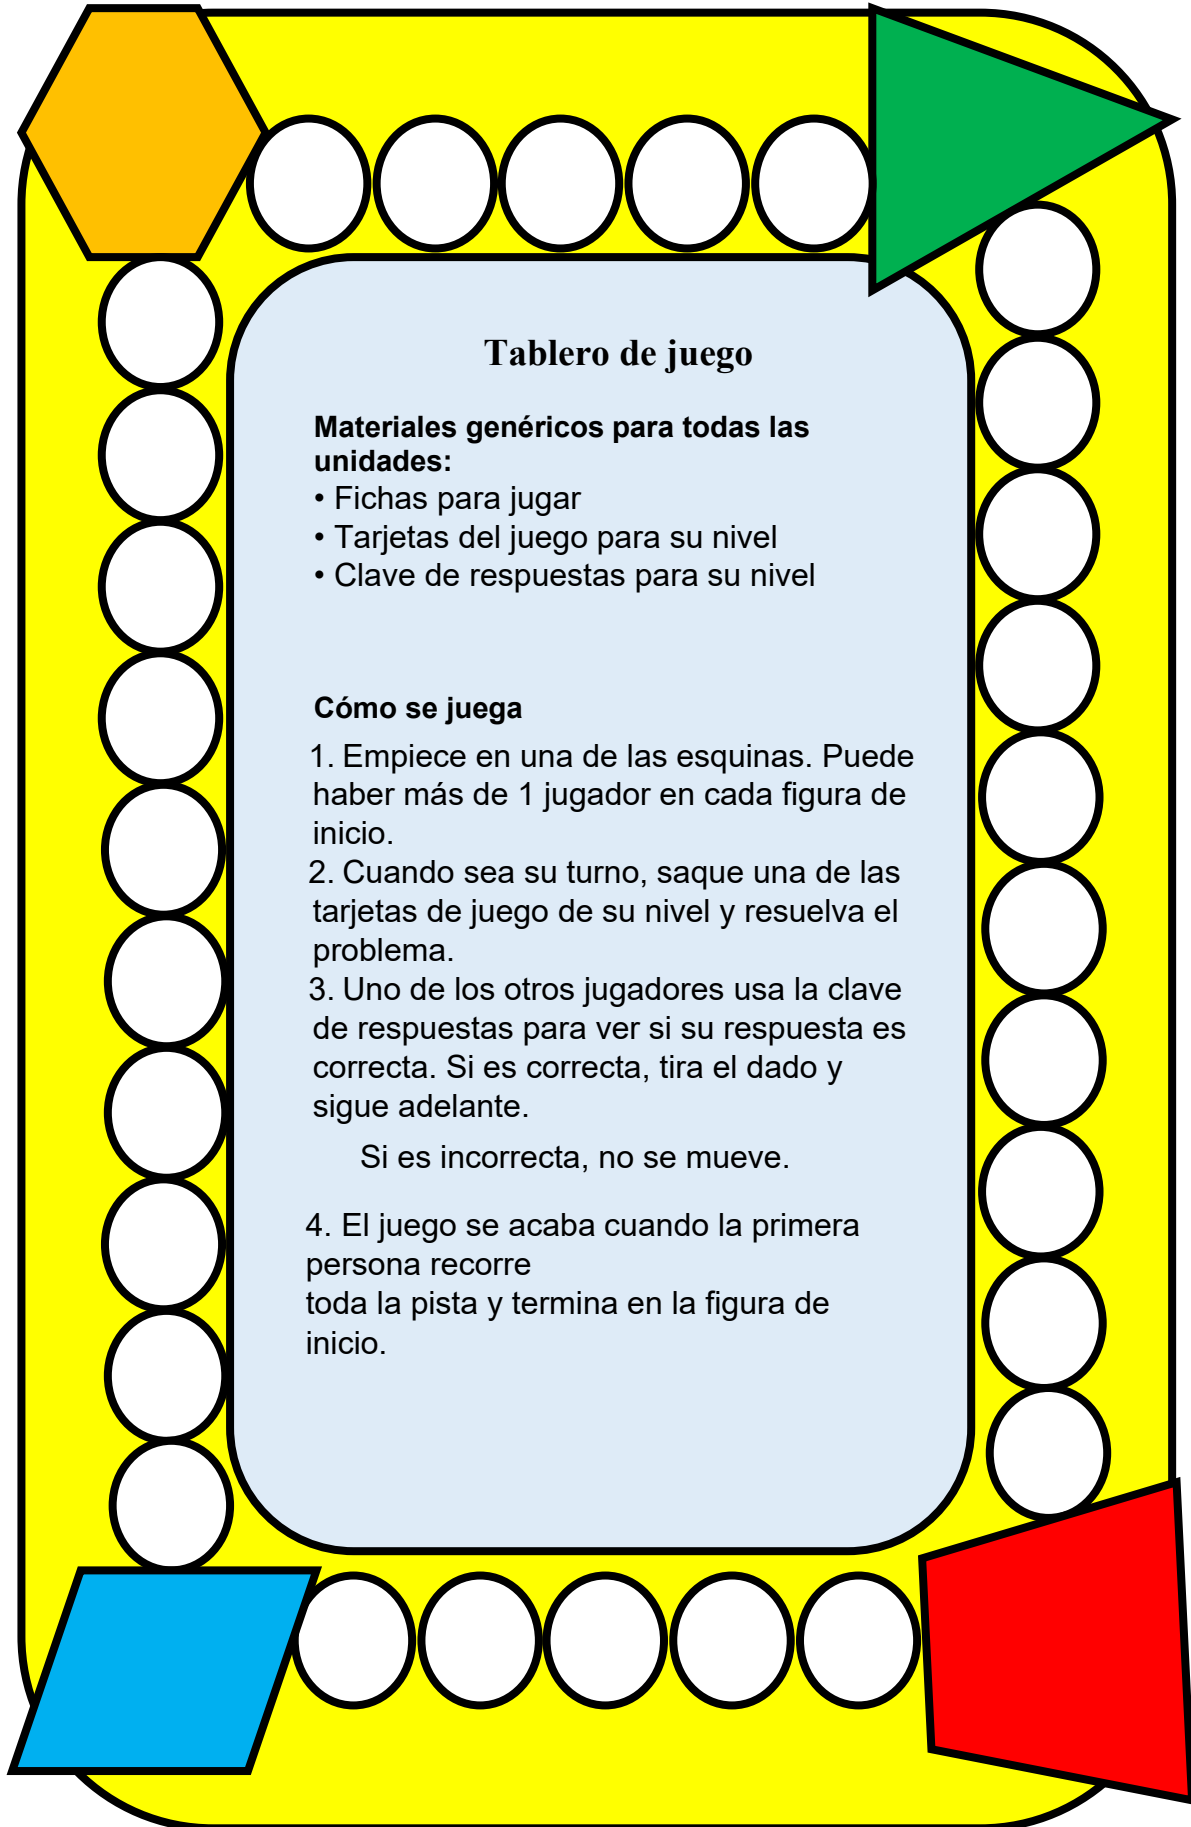 Tablero de juego
Materiales genéricos para todas las
unidades:
• Fichas para jugar
• Tarjetas del juego para su nivel
• Clave de respuestas para su nivel
Cómo se juega
1. Empiece en una de las esquinas. Puede
haber más de 1 jugador en cada figura de
inicio.
2. Cuando sea su turno, saque una de las
tarjetas de juego de su nivel y resuelva el
problema.
3. Uno de los otros jugadores usa la clave
de respuestas para ver si su respuesta es
correcta. Si es correcta, tira el dado y
sigue adelante.
Si es incorrecta, no se mueve.
4. El juego se acaba cuando la primera
persona recorre
toda la pista y termina en la figura de
inicio.